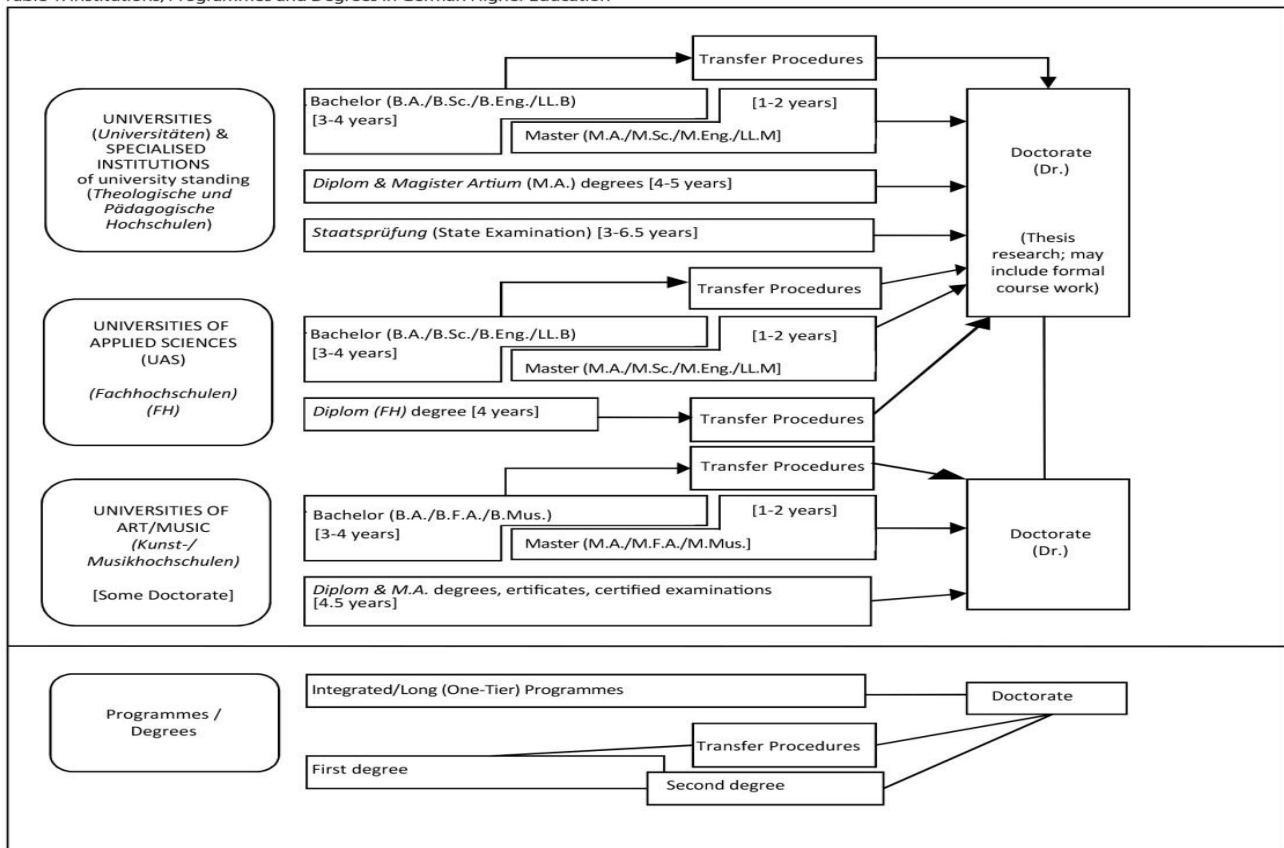 Table 1: Institutions, Programmes and Degrees in German Higher Education
Transfer Procedures
UNIVERSITIES
(Universitäten) &
SPECIALISED
INSTITUTIONS
of university standing
(Theologische und
Pädagogische
Hochschulen)
Bachelor (B.A./B.Sc./B.Eng./LL.B)
[3-4 years]
[1-2 years]
Master (M.A./M.Sc./M.Eng./LL.M]
Diplom & Magister Artium (M.A.) degrees [4-5 years]
Staatsprüfung (State Examination) [3-6.5 years]
Doctorate
(Dr.)
(Thesis
research; may
include formal
course work)
Transfer Procedures
UNIVERSITIES OF
APPLIED SCIENCES
(UAS)
(Fachhochschulen)
(FH)
Bachelor (B.A./B.Sc./B.Eng./LL.B)
[3-4 years]
[1-2 years]
Master (M.A./M.Sc./M.Eng./LL.M]
Diplom (FH) degree [4 years]
Transfer Procedures
Transfer Procedures
UNIVERSITIES OF
ART/MUSIC
(Kunst-/
Musikhochschulen)
[Some Doctorate]
Bachelor (B.A./B.F.A./B.Mus.)
[3-4 years]
[1-2 years]
Master (M.A./M.F.A./M.Mus.]
Diplom & M.A. degrees, ertificates, certified examinations
[4.5 years]
Doctorate
(Dr.)
Programmes /
Degrees
Integrated/Long (One-Tier) Programmes
Doctorate
Transfer Procedures
First degree
Second degree